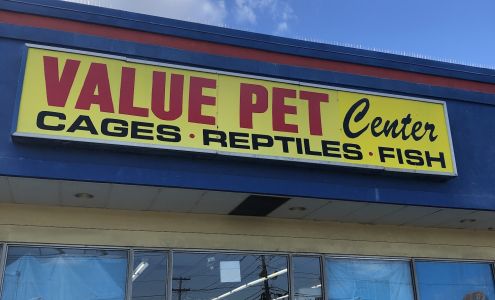 VALUE PET Center
CAGES · REPTILES · FISH